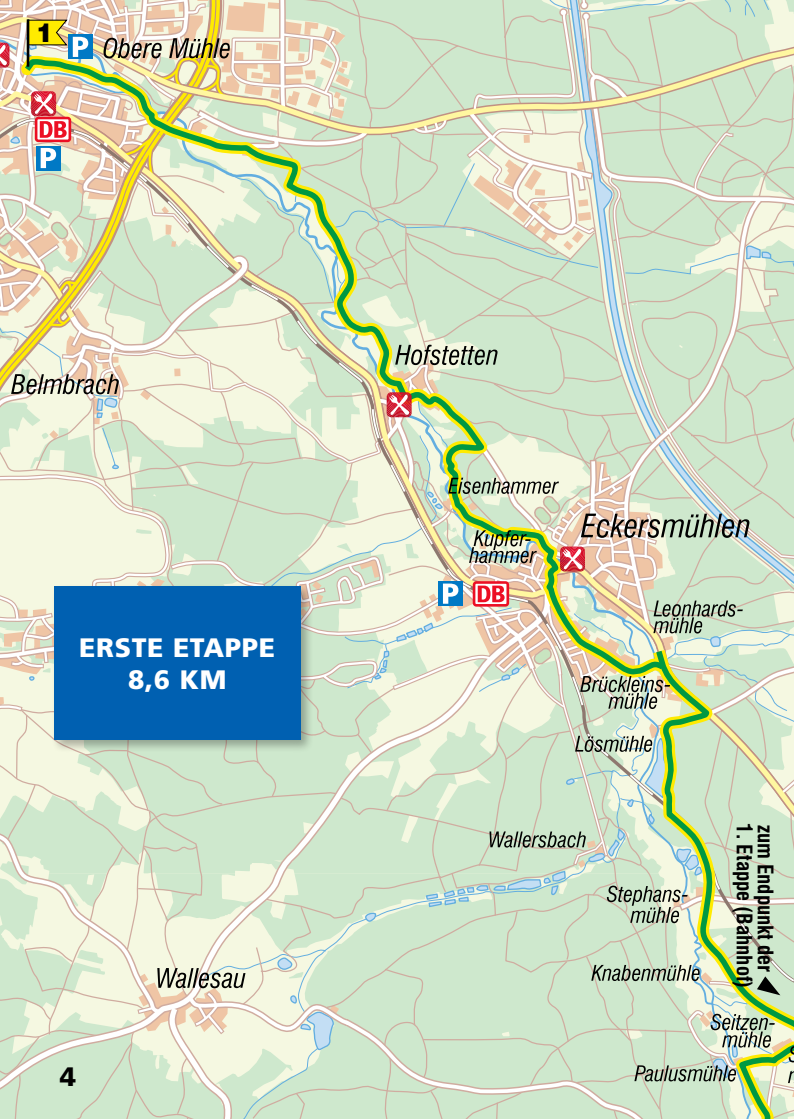 1
P
Obere Mühle
DB
P
Hofstetten
Belmbrach
Eisenhammer
Eckersmühlen
Kupfer-
hammer
P
DB
Leonhards-
mühle
ERSTE ETAPPE
8,6 KM
Brückleins-
mühle
Lösmühle
Wallersbach
zum Endpunkt der
1. Etappe (Bahnhof)
Stephans-
mühle
Wallesau
Knabenmühle
Seitzen-
mühle
Paulusmühle
4